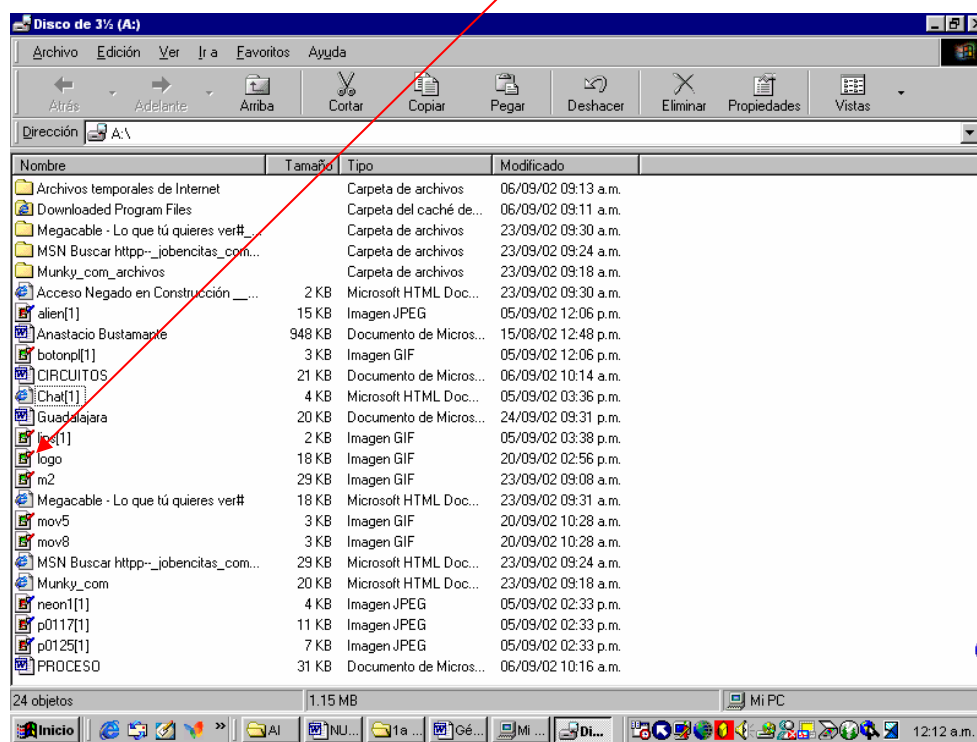 Disco de 3½ (A:)
Archivo Edición Ver Ir a Favoritos Ayuda
Atrás Adelante Arriba Cortar Copiar Pegar Deshacer Eliminar Propiedades Vistas
Dirección A:\
Nombre Tamaño Tipo Modificado
Archivos temporales de Internet Carpeta de archivos 06/09/02 09:13 a.m.
Downloaded Program Files Carpeta del caché de... 06/09/02 09:11 a.m.
Megacable - Lo que tú quieres ver#_... Carpeta de archivos 23/09/02 09:30 a.m.
MSN Buscar httpp--_jobencitas_com... Carpeta de archivos 23/09/02 09:24 a.m.
Munky_com_archivos Carpeta de archivos 23/09/02 09:18 a.m.
Acceso Negado en Construcción __... 2 KB Microsoft HTML Doc... 23/09/02 09:30 a.m.
alien[1] 15 KB Imagen JPEG 05/09/02 12:06 p.m.
Anastacio Bustamante 948 KB Documento de Micros... 15/08/02 12:48 p.m.
botonpl[1] 3 KB Imagen GIF 05/09/02 12:06 p.m.
CIRCUITOS 21 KB Documento de Micros... 06/09/02 10:14 a.m.
Chat[1] 4 KB Microsoft HTML Doc... 05/09/02 03:36 p.m.
Guadalajara 20 KB Documento de Micros... 24/09/02 09:31 p.m.
lips[1] 2 KB Imagen GIF 05/09/02 03:38 p.m.
logo 18 KB Imagen GIF 20/09/02 02:56 p.m.
m2 29 KB Imagen GIF 23/09/02 09:08 a.m.
Megacable - Lo que tú quieres ver# 18 KB Microsoft HTML Doc... 23/09/02 09:31 a.m.
mov5 3 KB Imagen GIF 20/09/02 10:28 a.m.
mov8 3 KB Imagen GIF 20/09/02 10:28 a.m.
MSN Buscar httpp--_jobencitas_com... 29 KB Microsoft HTML Doc... 23/09/02 09:24 a.m.
Munky_com 20 KB Microsoft HTML Doc... 23/09/02 09:18 a.m.
neon1[1] 4 KB Imagen JPEG 05/09/02 02:33 p.m.
p0117[1] 11 KB Imagen JPEG 05/09/02 02:33 p.m.
p0125[1] 7 KB Imagen JPEG 05/09/02 02:33 p.m.
PROCESO 31 KB Documento de Micros... 06/09/02 10:16 a.m.
24 objetos 1.15 MB Mi PC
Inicio » AI NU... 1a ... Gé... Mi ... Di... 12:12 a.m.